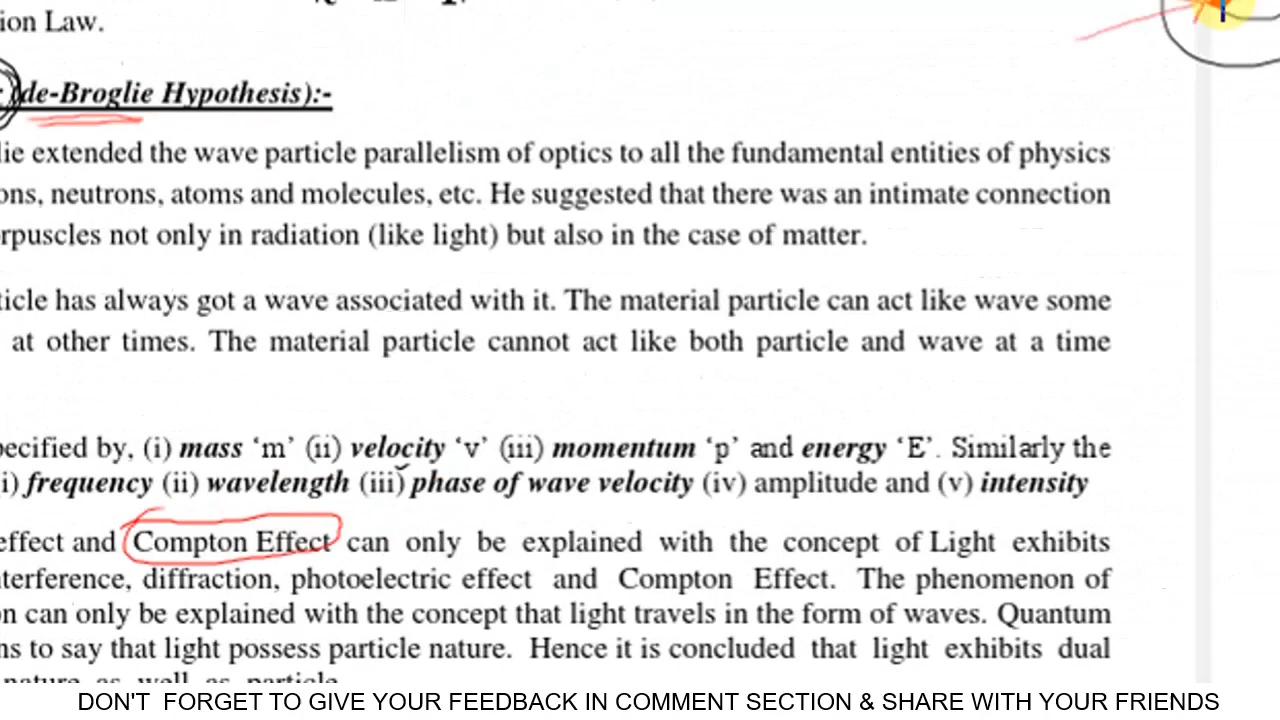 ion Law.
de-Broglie Hypothesis):-
lie extended the wave particle parallelism of optics to all the fundamental entities of physics
ons, neutrons, atoms and molecules, etc. He suggested that there was an intimate connection
rpuscles not only in radiation (like light) but also in the case of matter.
ticle has always got a wave associated with it. The material particle can act like wave some
at other times. The material particle cannot act like both particle and wave at a time
pecified by, (i) mass ‘m’ (ii) velocity ‘v’ (iii) momentum ‘p’ and energy ‘E’. Similarly the
i) frequency (ii) wavelength (iii) phase of wave velocity (iv) amplitude and (v) intensity
effect and Compton Effect can only be explained with the concept of Light exhibits
terference, diffraction, photoelectric effect and Compton Effect. The phenomenon of
n can only be explained with the concept that light travels in the form of waves. Quantum
ns to say that light possess particle nature. Hence it is concluded that light exhibits dual
nature as well as particle
DON'T FORGET TO GIVE YOUR FEEDBACK IN COMMENT SECTION & SHARE WITH YOUR FRIENDS